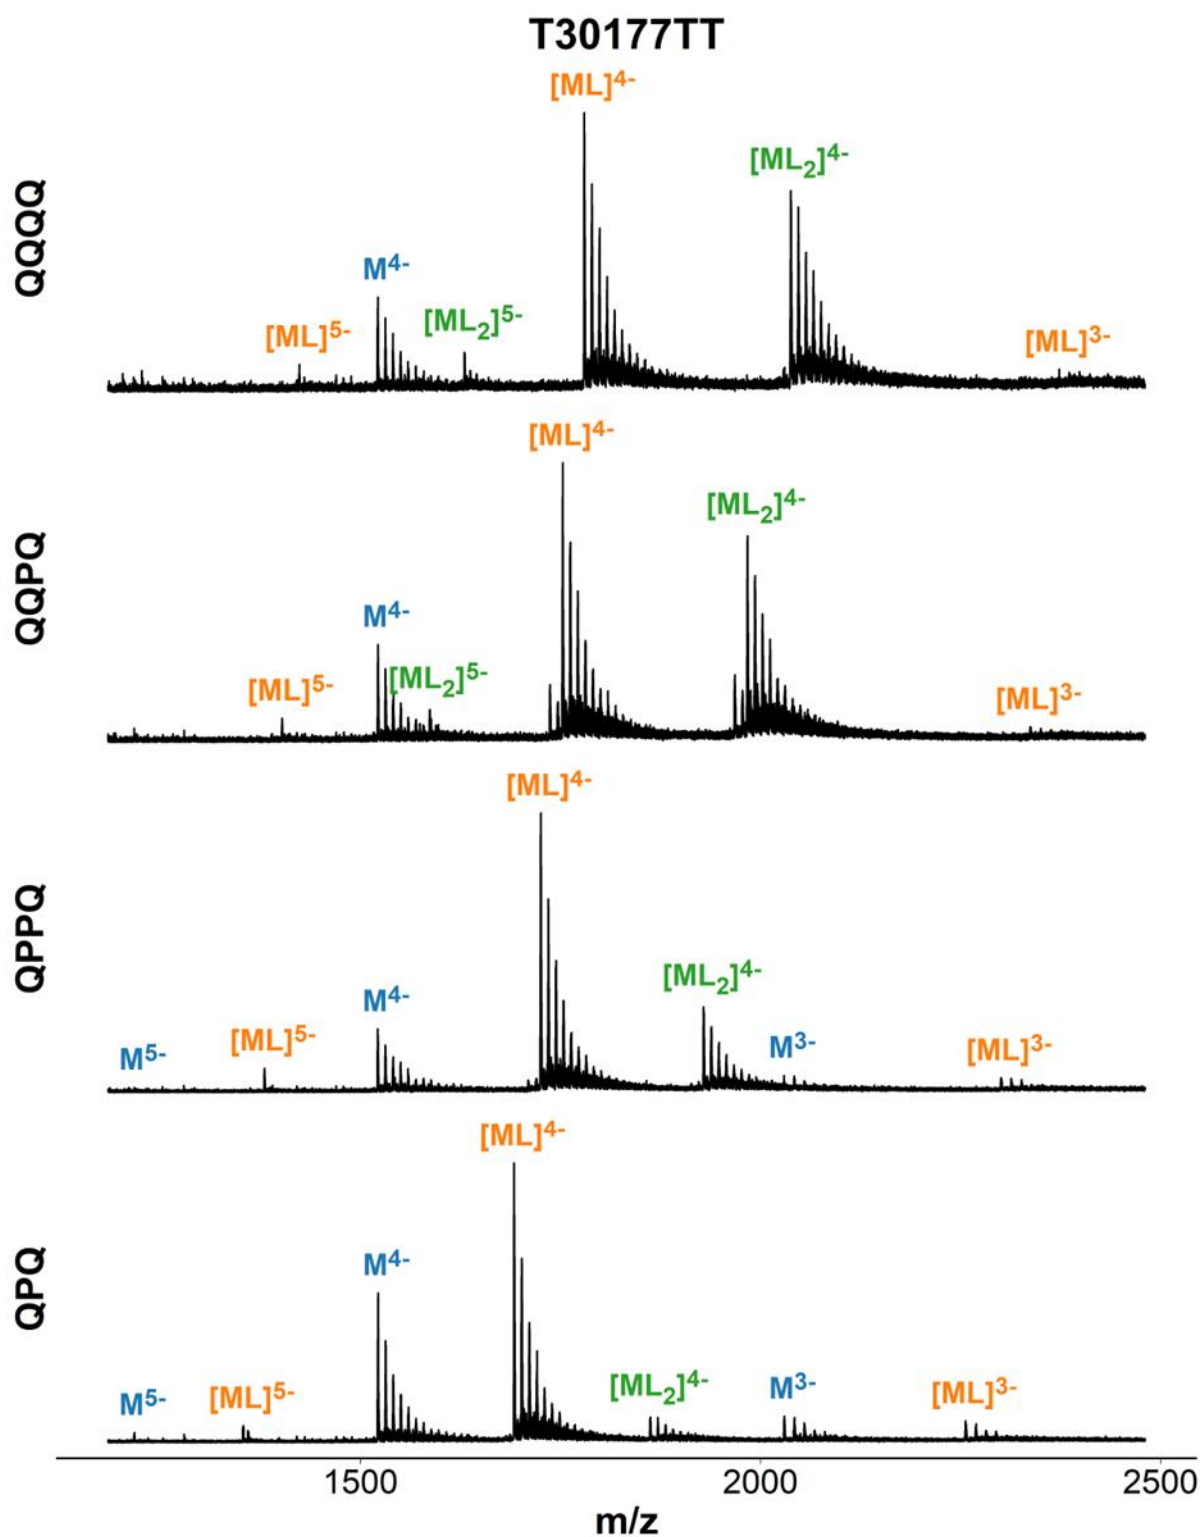 T30177TT
QQQQ
[ML]4-
[ML2]4-
M4-
[ML2]5-
[ML]5-
[ML]3-
QQPQ
[ML]4-
[ML2]4-
M4-
[ML2]5-
[ML]5-
[ML]3-
QPPQ
[ML]4-
[ML2]4-
M4-
M5-
[ML]5-
M3-
[ML]3-
QPQ
[ML]4-
M4-
M5-
[ML]5-
[ML2]4-
M3-
[ML]3-
1500 2000 2500
m/z